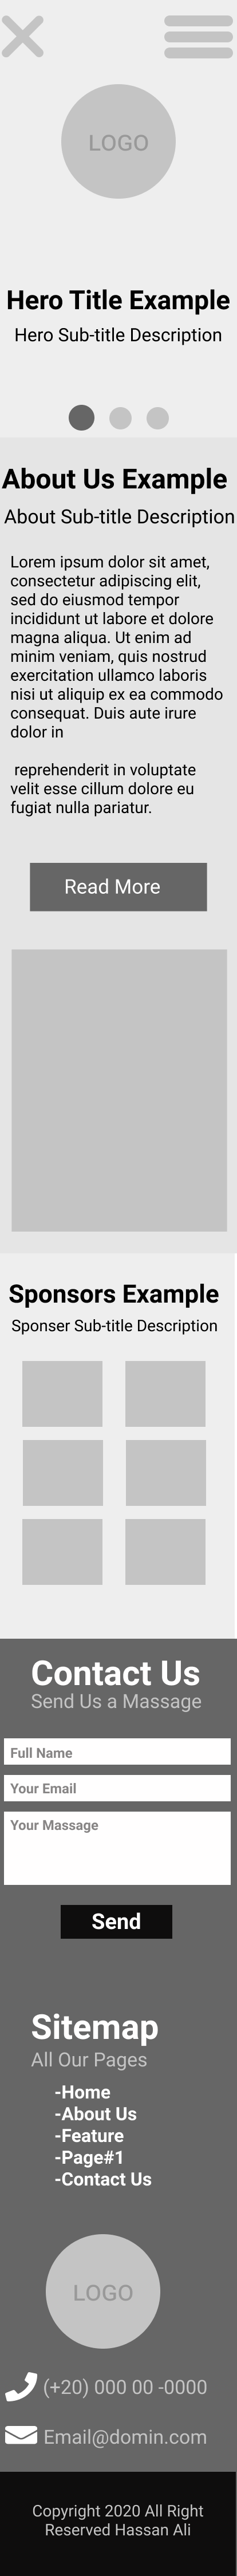 LOGO
Hero Title Example
Hero Sub-title Description
About Us Example
About Sub-title Description
Lorem ipsum dolor sit amet,
consectetur adipiscing elit,
sed do eiusmod tempor
incididunt ut labore et dolore
magna aliqua. Ut enim ad
minim veniam, quis nostrud
exercitation ullamco laboris
nisi ut aliquip ex ea commodo
consequat. Duis aute irure
dolor in
reprehenderit in voluptate
velit esse cillum dolore eu
fugiat nulla pariatur.
Read More
Sponsors Example
Sponser Sub-title Description
Contact Us
Send Us a Massage
Full Name
Your Email
Your Massage
Send
Sitemap
All Our Pages
-Home
-About Us
-Feature
-Page#1
-Contact Us
LOGO
(+20) 000 00 -0000
Email@domin.com
Copyright 2020 All Right
Reserved Hassan Ali